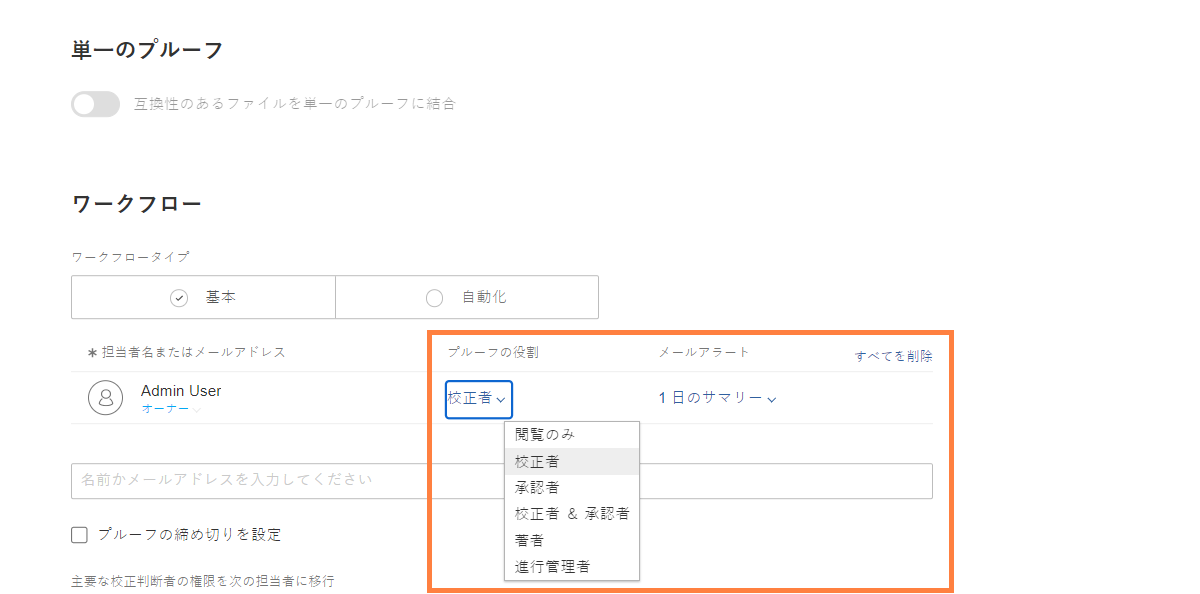 単一のプルーフ
互換性のあるファイルを単一のプルーフに結合
ワークフロー
ワークフロータイプ
基本 自動化
* 担当者名またはメールアドレス プルーフの役割 メールアラート すべてを削除
Admin User 校正者 1 日のサマリー
オーナー
閲覧のみ
校正者
名前かメールアドレスを入力してください
承認者
校正者 & 承認者
プルーフの締め切りを設定
著者
進行管理者
主要な校正判断者の権限を次の担当者に移行